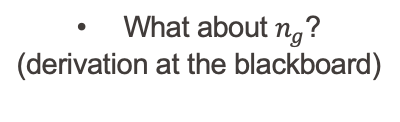 • What about n_g?
(derivation at the blackboard)